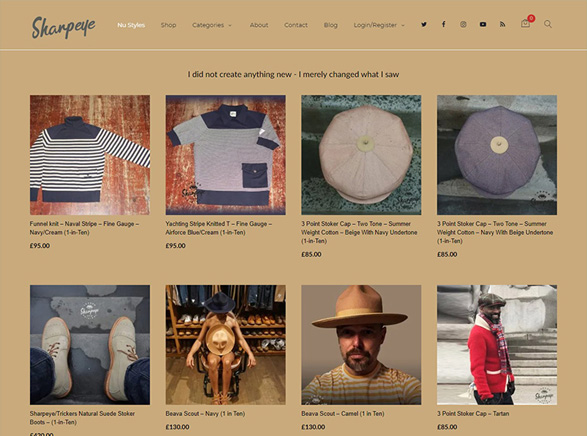 Sharpeye
Nu Styles Shop Categories About Contact Blog Login/Register 0
I did not create anything new - I merely changed what I saw
Funnel knit – Naval Stripe – Fine Gauge –
Navy/Cream (1-in-Ten)
£95.00
Yachting Stripe Knitted T – Fine Gauge –
Airforce Blue/Cream (1-in-Ten)
£95.00
3 Point Stoker Cap – Two Tone – Summer
Weight Cotton – Beige With Navy Undertone
(1-in-Ten)
£85.00
3 Point Stoker Cap – Two Tone – Summer
Weight Cotton – Navy With Beige Undertone
(1-in-Ten)
£85.00
Sharpeye
Sharpeye/Trickers Natural Suede Stoker
Boots – (1-in-Ten)
Beava Scout – Navy (1 in Ten)
£130.00
Beava Scout – Camel (1 in Ten)
£130.00
3 Point Stoker Cap – Tartan
£85.00